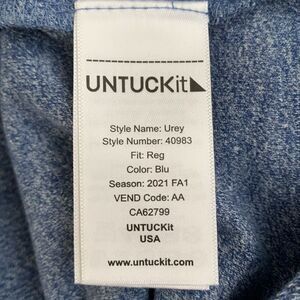 UNTUCKit
Style Name: Urey
Style Number: 40983
Fit: Reg
Color: Blu
Season: 2021 FA1
VEND Code: AA
CA62799
UNTUCKit
USA
www.untuckit.com